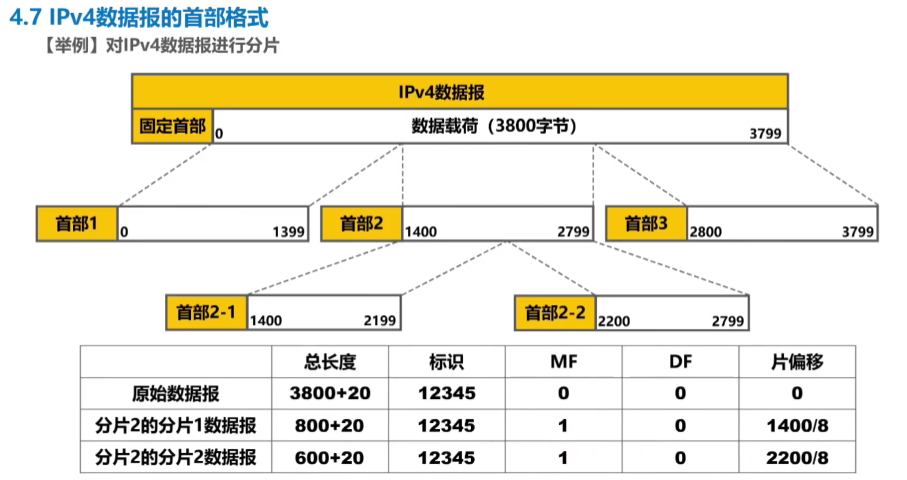 4.7 IPv4数据报的首部格式
【举例】对IPv4数据报进行分片
IPv4数据报
固定首部 0 数据载荷（3800字节） 3799
首部1 0 1399 首部2 1400 2799 首部3 2800 3799
首部2-1 1400 2199 首部2-2 2200 2799
总长度 标识 MF DF 片偏移
原始数据报 3800+20 12345 0 0 0
分片2的分片1数据报 800+20 12345 1 0 1400/8
分片2的分片2数据报 600+20 12345 1 0 2200/8